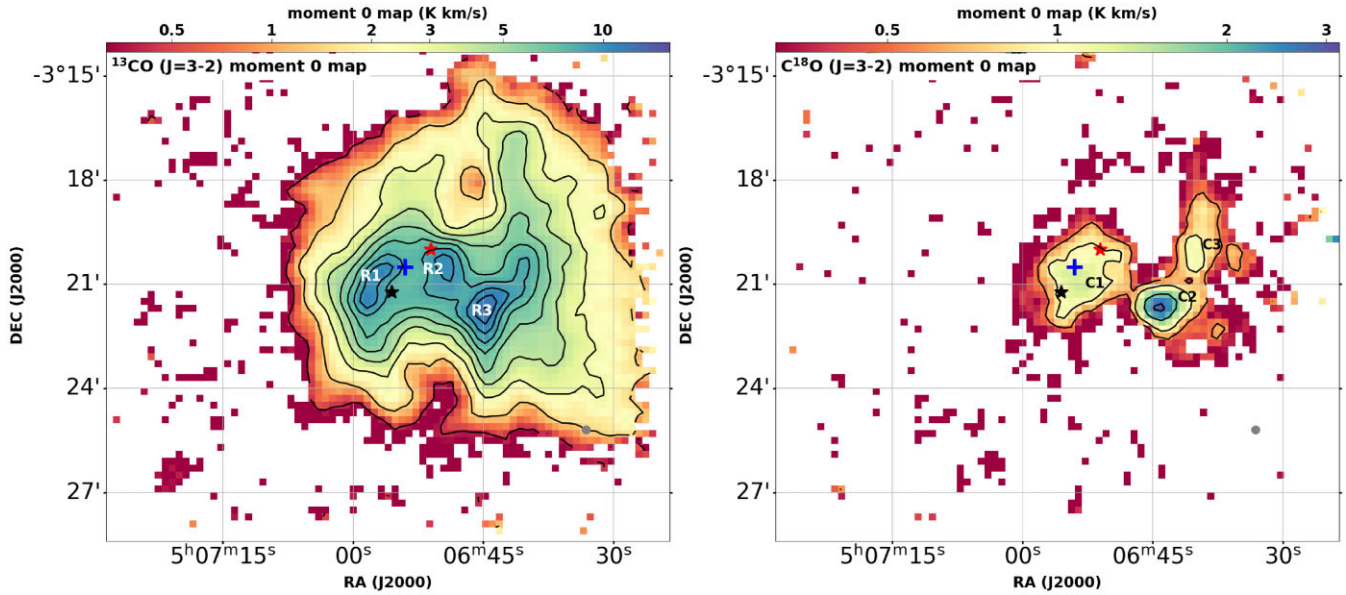 moment 0 map (K km/s)
0.5 1 2 3 5 10
¹³CO (J=3-2) moment 0 map
-3°15'
18'
21'
24'
27'
DEC (J2000)
R1
R2
R3
5ʰ07ᵐ15ˢ 00ˢ 06ᵐ45ˢ 30ˢ
RA (J2000)
moment 0 map (K km/s)
0.5 1 2 3
C¹⁸O (J=3-2) moment 0 map
-3°15'
18'
21'
24'
27'
DEC (J2000)
C3
C1
C2
5ʰ07ᵐ15ˢ 00ˢ 06ᵐ45ˢ 30ˢ
RA (J2000)